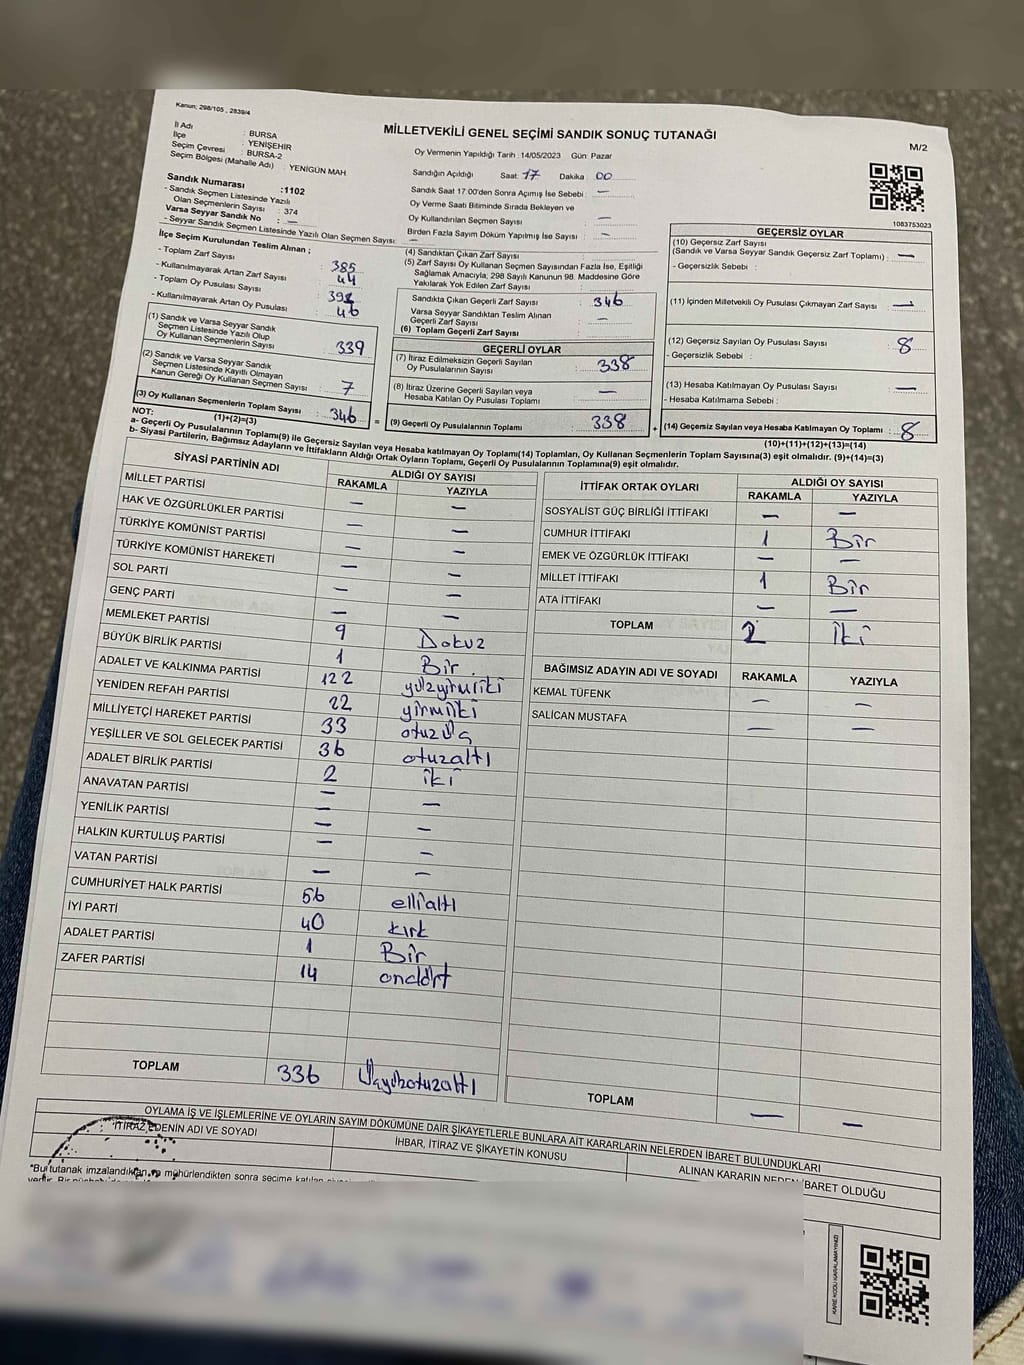 Kanun; 298/105 , 2839/4
MİLLETVEKİLİ GENEL SEÇİMİ SANDIK SONUÇ TUTANAĞI
M/2
İl Adı : BURSA
İlçe : YENİŞEHİR
Seçim Çevresi : BURSA-2
Seçim Bölgesi (Mahalle Adı) : YENİGÜN MAH.
Oy Vermenin Yapıldığı Tarih : 14/05/2023 Gün: Pazar
Sandığın Açıldığı Saat: 17 Dakika : 00
Sandık Saat 17.00'den Sonra Açımış İse Sebebi : —
Oy Verme Saati Bitiminde Sırada Bekleyen ve
Oy Kullandırılan Seçmen Sayısı : —
Birden Fazla Sayım Döküm Yapılmış İse Sayısı : —
1083753023
Sandık Numarası :1102
- Sandık Seçmen Listesinde Yazılı
Olan Seçmenlerin Sayısı : 374
Varsa Seyyar Sandık No : —
- Seyyar Sandık Seçmen Listesinde Yazılı Olan Seçmen Sayısı: —
İlçe Seçim Kurulundan Teslim Alınan ;
- Toplam Zarf Sayısı : 385
- Kullanılmayarak Artan Zarf Sayısı : 44
- Toplam Oy Pusulası Sayısı :
- Kullanılmayarak Artan Oy Pusulası : 46
(1) Sandık ve Varsa Seyyar Sandık
Seçmen Listesinde Yazılı Olup
Oy Kullanan Seçmenlerin Sayısı : 339
(2) Sandık ve Varsa Seyyar Sandık
Seçmen Listesinde Kayıtlı Olmayan
Kanun Gereği Oy Kullanan Seçmen Sayısı : 7
(3) Oy Kullanan Seçmenlerin Toplam Sayısı : 346
(1)+(2)=(3)
(4) Sandıktan Çıkan Zarf Sayısı :
(5) Zarf Sayısı Oy Kullanan Seçmen Sayısından Fazla İse, Eşitliği
Sağlamak Amacıyla; 298 Sayılı Kanunun 98. Maddesine Göre
Yakılarak Yok Edilen Zarf Sayısı :
Sandıkta Çıkan Geçerli Zarf Sayısı : 346
Varsa Seyyar Sandıktan Teslim Alınan
Geçerli Zarf Sayısı : —
(6) Toplam Geçerli Zarf Sayısı
GEÇERLİ OYLAR
(7) İtiraz Edilmeksizin Geçerli Sayılan
Oy Pusulalarının Sayısı : 338
(8) İtiraz Üzerine Geçerli Sayılan veya
Hesaba Katılan Oy Pusulası Toplamı : —
= (9) Geçerli Oy Pusulalarının Toplamı : 338
GEÇERSİZ OYLAR
(10) Geçersiz Zarf Sayısı
(Sandık ve Varsa Seyyar Sandık Geçersiz Zarf Toplamı) : —
- Geçersizlik Sebebi :
(11) İçinden Milletvekili Oy Pusulası Çıkmayan Zarf Sayısı : —
(12) Geçersiz Sayılan Oy Pusulası Sayısı : 8
- Geçersizlik Sebebi :
(13) Hesaba Katılmayan Oy Pusulası Sayısı : —
- Hesaba Katılmama Sebebi :
+ (14) Geçersiz Sayılan veya Hesaba Katılmayan Oy Toplamı : 8
(10)+(11)+(12)+(13)=(14)
NOT:
a- Geçerli Oy Pusulalarının Toplamı(9) ile Geçersiz Sayılan veya Hesaba katılmayan Oy Toplamı(14) Toplamları, Oy Kullanan Seçmenlerin Toplam Sayısına(3) eşit olmalıdır. (9)+(14)=(3)
b- Siyasi Partilerin, Bağımsız Adayların ve İttifakların Aldığı Ortak Oyların Toplamı, Geçerli Oy Pusulalarının Toplamına(9) eşit olmalıdır.
SİYASİ PARTİNİN ADI
ALDIĞI OY SAYISI
RAKAMLA YAZIYLA
MİLLET PARTİSİ — —
HAK VE ÖZGÜRLÜKLER PARTİSİ — —
TÜRKİYE KOMÜNİST PARTİSİ — —
TÜRKİYE KOMÜNİST HAREKETİ — —
SOL PARTİ — —
GENÇ PARTİ — —
MEMLEKET PARTİSİ 9 Dokuz
BÜYÜK BİRLİK PARTİSİ 1 Bir
ADALET VE KALKINMA PARTİSİ 122 yüzyirmiiki
YENİDEN REFAH PARTİSİ 22 yirmiiki
MİLLİYETÇİ HAREKET PARTİSİ 33 otuzüç
YEŞİLLER VE SOL GELECEK PARTİSİ 36 otuzaltı
ADALET BİRLİK PARTİSİ 2 iki
ANAVATAN PARTİSİ — —
YENİLİK PARTİSİ — —
HALKIN KURTULUŞ PARTİSİ — —
VATAN PARTİSİ — —
CUMHURİYET HALK PARTİSİ 56 elliâltı
İYİ PARTİ 40 kırk
ADALET PARTİSİ 1 Bir
ZAFER PARTİSİ 14 ondört
TOPLAM 336 Üçyüzotuzaltı
İTTİFAK ORTAK OYLARI
ALDIĞI OY SAYISI
RAKAMLA YAZIYLA
SOSYALİST GÜÇ BİRLİĞİ İTTİFAKI — —
CUMHUR İTTİFAKI 1 Bir
EMEK VE ÖZGÜRLÜK İTTİFAKI — —
MİLLET İTTİFAKI 1 Bir
ATA İTTİFAKI — —
TOPLAM 2 İki
BAĞIMSIZ ADAYIN ADI VE SOYADI RAKAMLA YAZIYLA
KEMAL TÜFENK — —
SALİCAN MUSTAFA — —
TOPLAM — —
OYLAMA İŞ VE İŞLEMLERİNE VE OYLARIN SAYIM DÖKÜMÜNE DAİR ŞİKAYETLERLE BUNLARA AİT KARARLARIN NELERDEN İBARET BULUNDUKLARI
İTİRAZ EDENİN ADI VE SOYADI
İHBAR, İTİRAZ VE ŞİKAYETİN KONUSU
ALINAN KARARIN NEDEN İBARET OLDUĞU
*Bu tutanak imzalandıktan ve mühürlendikten sonra seçime katılan
KARE KODU KARALAMAYINIZ!